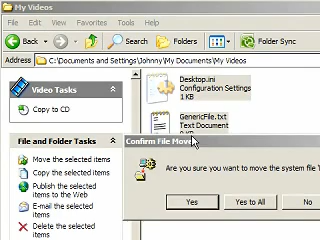 My Videos
File Edit View Favorites Tools Help
Back Search Folders Folder Sync
Address C:\Documents and Settings\Johnny\My Documents\My Videos
Video Tasks
Copy to CD
Desktop.ini
Configuration Settings
1 KB
GenericFile.txt
Text Document
0 KB
File and Folder Tasks
Move the selected items
Copy the selected items
Publish the selected items to the Web
E-mail the selected items
Delete the selected items
Confirm File Move
Are you sure you want to move the system file
Yes Yes to All No